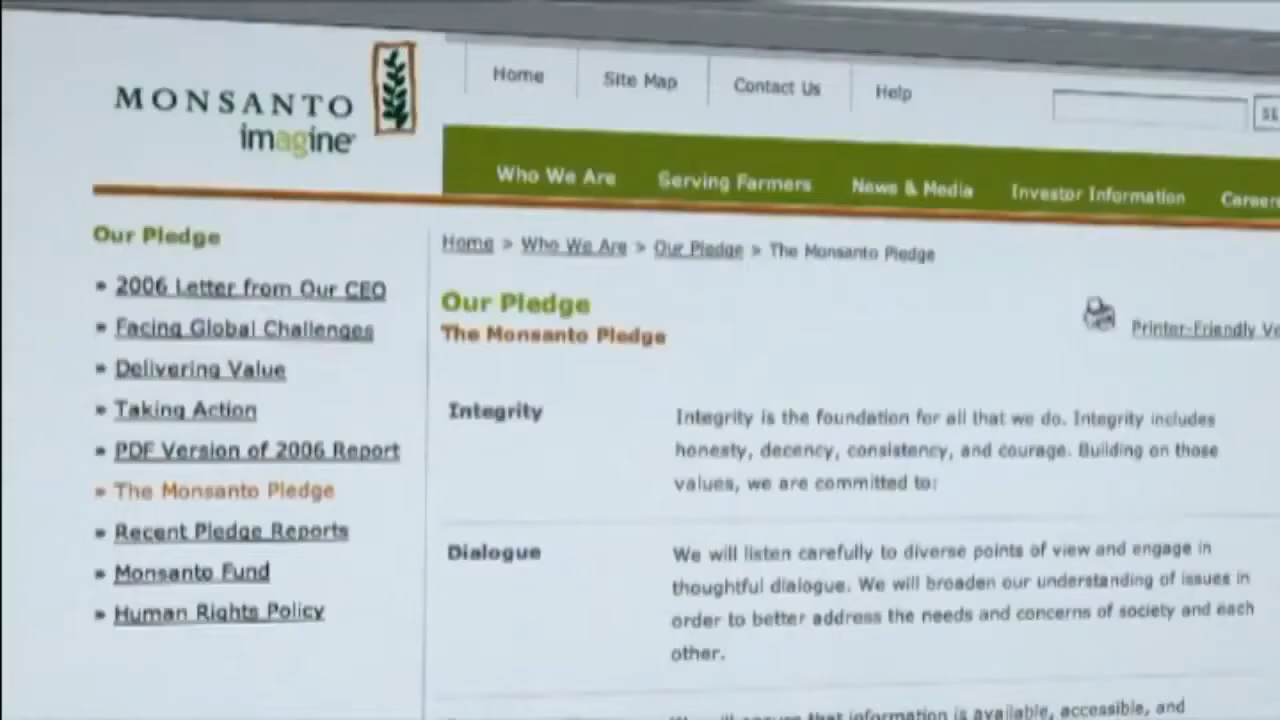 MONSANTO
imagine
Home
Site Map
Contact Us
Help
Who We Are
Serving Farmers
News & Media
Investor Information
Our Pledge
» 2006 Letter from Our CEO
» Facing Global Challenges
» Delivering Value
» Taking Action
» PDF Version of 2006 Report
» The Monsanto Pledge
» Recent Pledge Reports
» Monsanto Fund
» Human Rights Policy
Home > Who We Are > Our Pledge > The Monsanto Pledge
Our Pledge
The Monsanto Pledge
Printer-Friendly
Integrity
Integrity is the foundation for all that we do. Integrity includes
honesty, decency, consistency, and courage. Building on those
values, we are committed to:
Dialogue
We will listen carefully to diverse points of view and engage in
thoughtful dialogue. We will broaden our understanding of issues in
order to better address the needs and concerns of society and each
other.
We will ensure that information is available, accessible, and